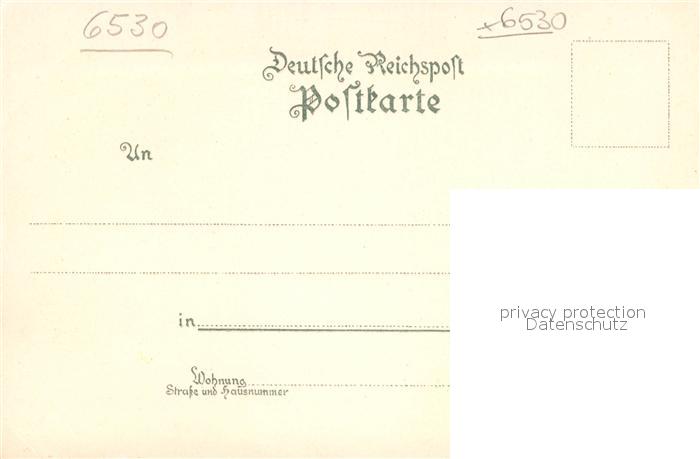 6530
+6530
Deutsche Reichspost
Postkarte
An
in
privacy protection
Datenschutz
Wohnung
Straße und Hausnummer